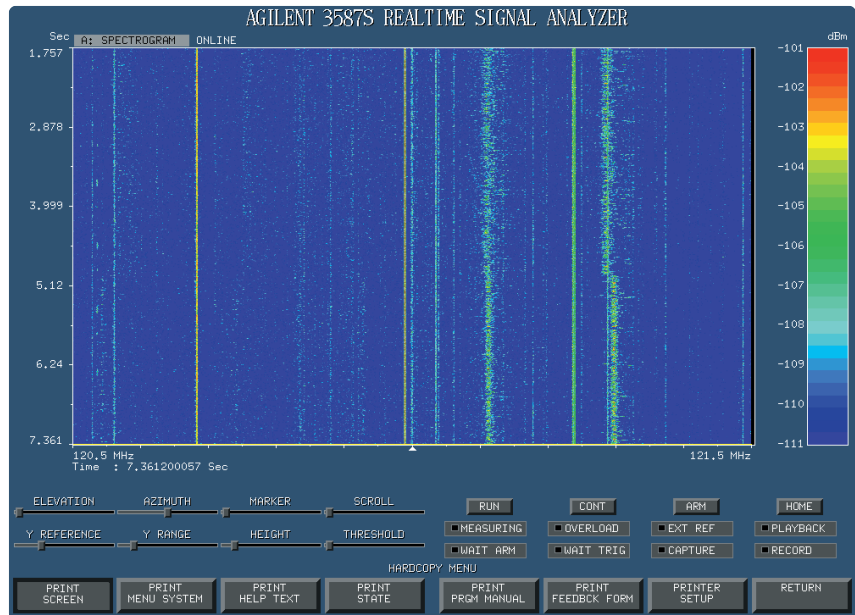 AGILENT 3587S REALTIME SIGNAL ANALYZER
Sec A: SPECTROGRAM ONLINE dBm
1.757
2.878
3.999
5.12
6.24
7.361
-101
-102
-103
-104
-105
-106
-107
-108
-109
-110
-111
120.5 MHz 121.5 MHz
Time : 7.361200057 Sec
ELEVATION AZIMUTH MARKER SCROLL RUN CONT ARM HOME
MEASURING OVERLOAD EXT REF PLAYBACK
Y REFERENCE Y RANGE HEIGHT THRESHOLD
WAIT ARM WAIT TRIG CAPTURE RECORD
HARDCOPY MENU
PRINT SCREEN
PRINT MENU SYSTEM
PRINT HELP TEXT
PRINT STATE
PRINT PRGM MANUAL
PRINT FEEDBCK FORM
PRINTER SETUP
RETURN